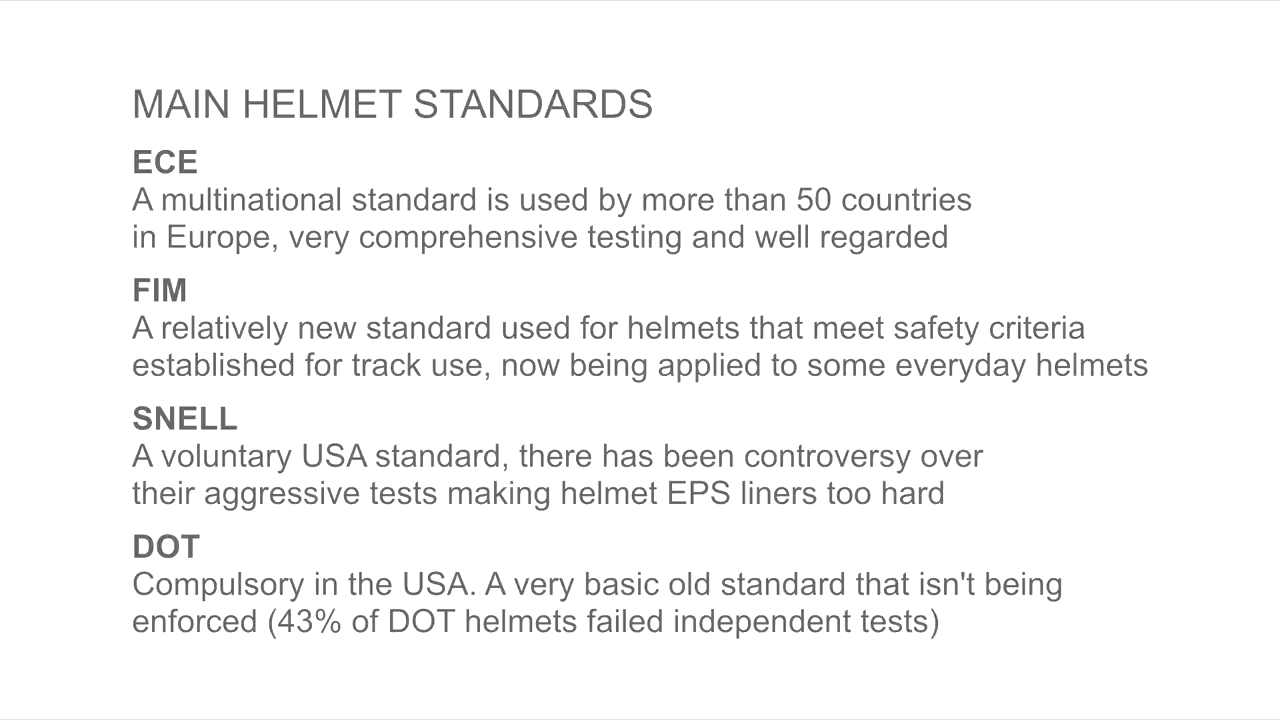 MAIN HELMET STANDARDS
ECE
A multinational standard is used by more than 50 countries
in Europe, very comprehensive testing and well regarded
FIM
A relatively new standard used for helmets that meet safety criteria
established for track use, now being applied to some everyday helmets
SNELL
A voluntary USA standard, there has been controversy over
their aggressive tests making helmet EPS liners too hard
DOT
Compulsory in the USA. A very basic old standard that isn't being
enforced (43% of DOT helmets failed independent tests)